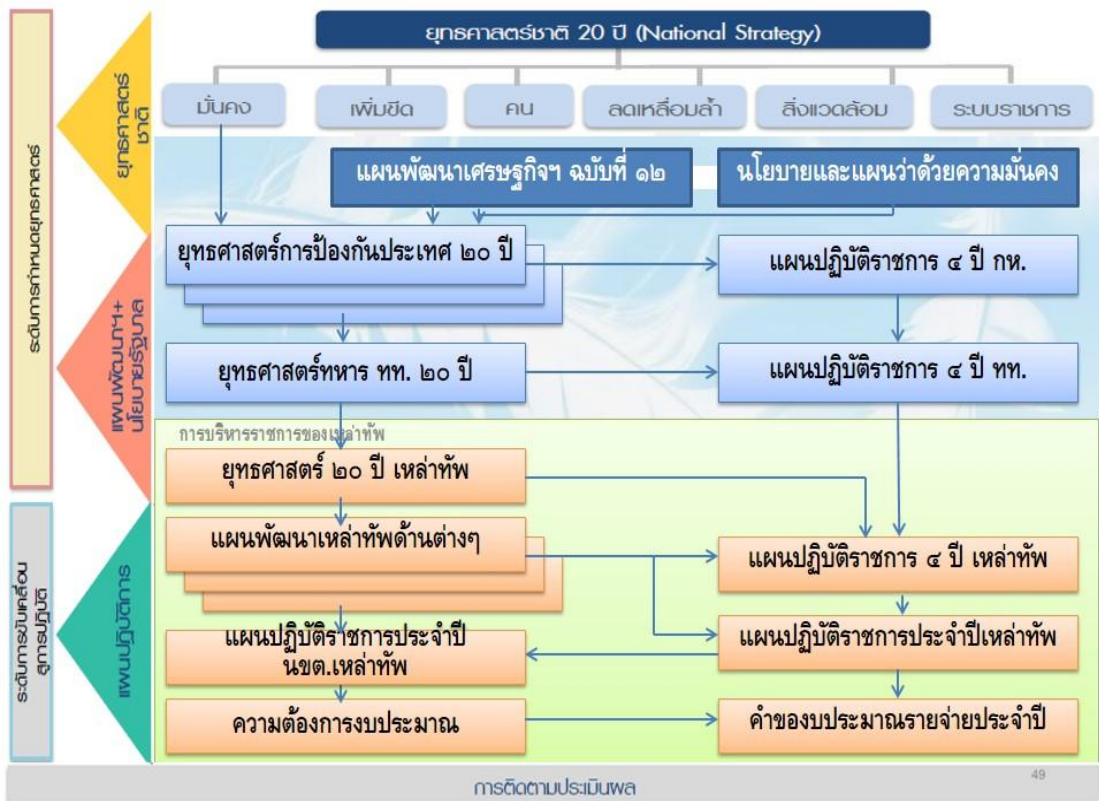 ยุทธศาสตร์ชาติ 20 ปี (National Strategy)
มั่นคง
เพิ่มขีด
คน
ลดเหลื่อมล้ำ
สิ่งแวดล้อม
ระบบราชการ
ระดับการกำหนดยุทธศาสตร์
ยุทธศาสตร์
ชาติ
แผนพัฒนาเศรษฐกิจฯ ฉบับที่ ๑๒
นโยบายและแผนว่าด้วยความมั่นคง
แผนพัฒนาฯ+
นโยบายรัฐบาล
ยุทธศาสตร์การป้องกันประเทศ ๒๐ ปี
แผนปฏิบัติราชการ ๔ ปี กห.
ยุทธศาสตร์ทหาร ทท. ๒๐ ปี
แผนปฏิบัติราชการ ๔ ปี ทท.
การบริหารราชการของเหล่าทัพ
ยุทธศาสตร์ ๒๐ ปี เหล่าทัพ
ระดับการขับเคลื่อน
สู่การปฏิบัติ
แผนปฏิบัติการ
แผนพัฒนาเหล่าทัพด้านต่างๆ
แผนปฏิบัติราชการ ๔ ปี เหล่าทัพ
แผนปฏิบัติราชการประจำปี
นขต.เหล่าทัพ
แผนปฏิบัติราชการประจำปีเหล่าทัพ
ความต้องการงบประมาณ
คำของบประมาณรายจ่ายประจำปี
การติดตามประเมินผล
49